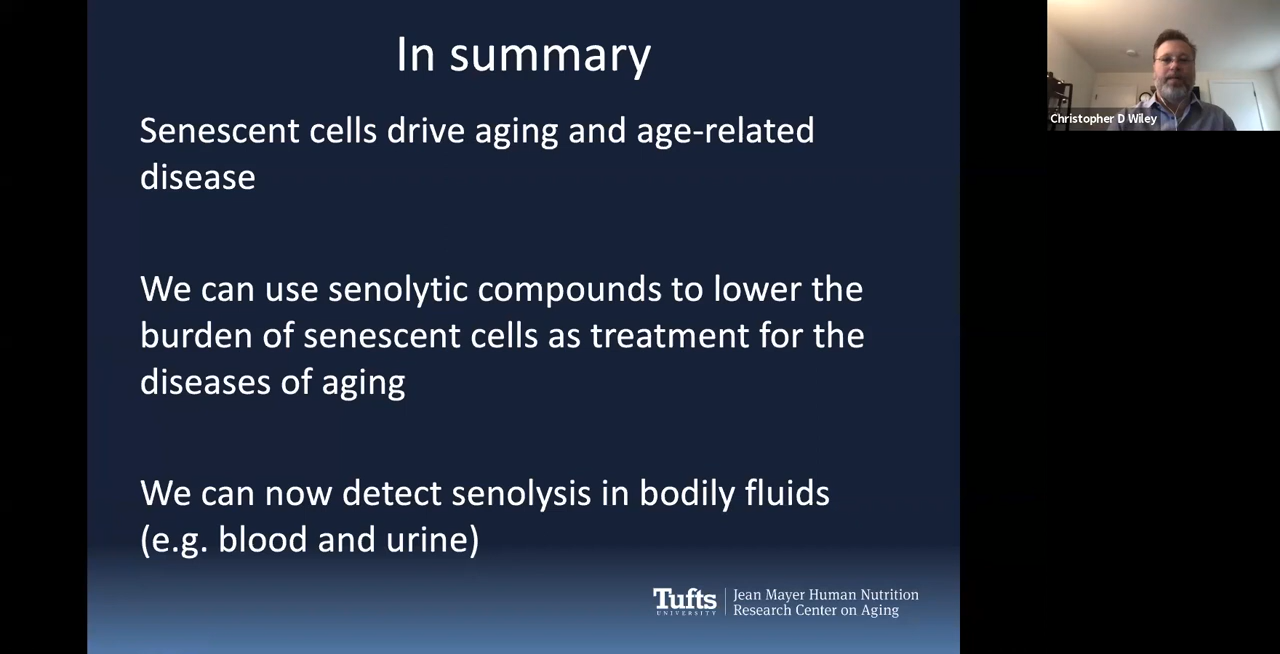 In summary
Senescent cells drive aging and age-related
disease
We can use senolytic compounds to lower the
burden of senescent cells as treatment for the
diseases of aging
We can now detect senolysis in bodily fluids
(e.g. blood and urine)
Tufts
UNIVERSITY
Jean Mayer Human Nutrition
Research Center on Aging
Christopher D Wiley